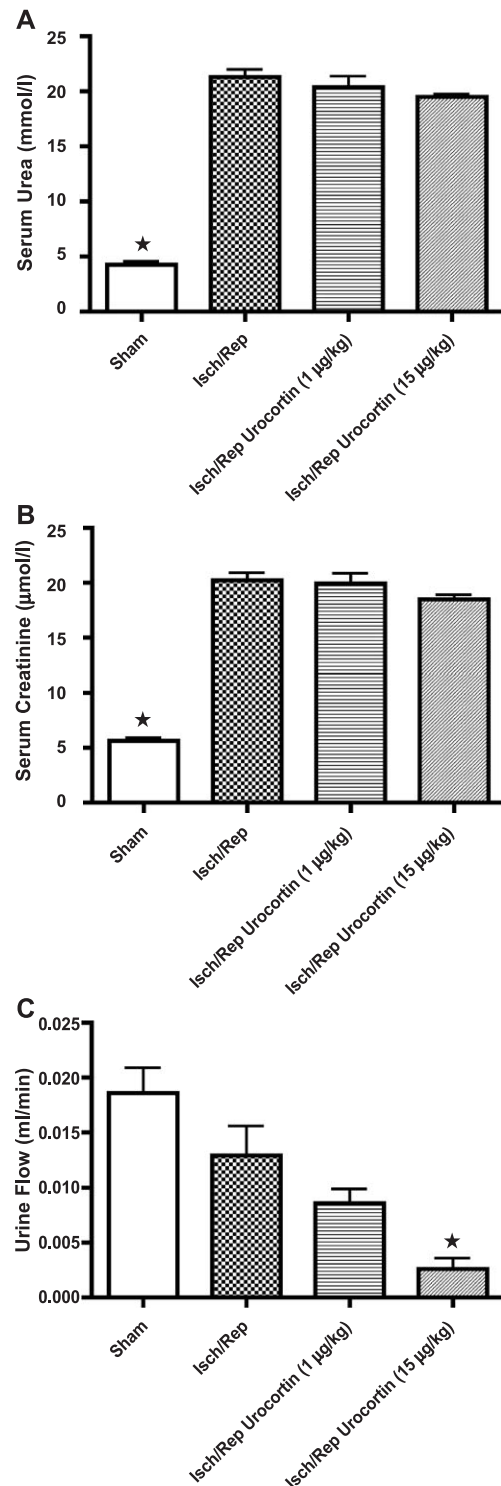 A
Serum Urea (mmol/l)
25
20
15
10
5
0
★
Sham
Isch/Rep
Isch/Rep Urocortin (1 µg/kg)
Isch/Rep Urocortin (15 µg/kg)
B
Serum Creatinine (µmol/l)
25
20
15
10
5
0
★
Sham
Isch/Rep
Isch/Rep Urocortin (1 µg/kg)
Isch/Rep Urocortin (15 µg/kg)
C
Urine Flow (ml/min)
0.025
0.020
0.015
0.010
0.005
0.000
★
Sham
Isch/Rep
Isch/Rep Urocortin (1 µg/kg)
Isch/Rep Urocortin (15 µg/kg)